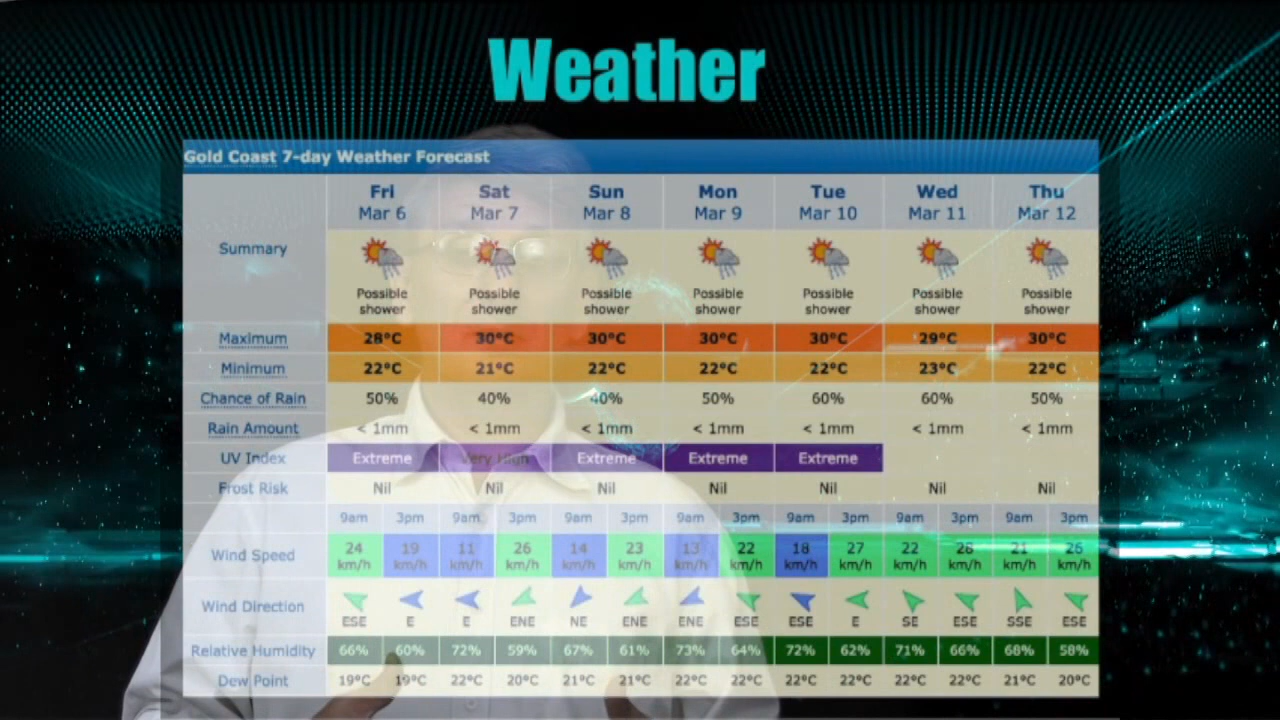 Weather
Gold Coast 7-day Weather Forecast
Fri Sat Sun Mon Tue Wed Thu
Mar 6 Mar 7 Mar 8 Mar 9 Mar 10 Mar 11 Mar 12
Summary
Possible Possible Possible Possible Possible Possible Possible
shower shower shower shower shower shower shower
Maximum 28°C 30°C 30°C 30°C 30°C 29°C 30°C
Minimum 22°C 21°C 22°C 22°C 22°C 23°C 22°C
Chance of Rain 50% 40% 40% 50% 60% 60% 50%
Rain Amount < 1mm < 1mm < 1mm < 1mm < 1mm < 1mm < 1mm
UV Index Extreme Very High Extreme Extreme Extreme
Frost Risk Nil Nil Nil Nil Nil Nil Nil
9am 3pm 9am 3pm 9am 3pm 9am 3pm 9am 3pm 9am 3pm 9am 3pm
Wind Speed 24 19 11 26 14 23 13 22 18 27 22 26 21 26
km/h km/h km/h km/h km/h km/h km/h km/h km/h km/h km/h km/h km/h km/h
Wind Direction
ESE E E ENE NE ENE ENE ESE ESE E SE ESE SSE ESE
Relative Humidity 66% 60% 72% 59% 67% 61% 73% 64% 72% 62% 71% 66% 68% 58%
Dew Point 19°C 19°C 22°C 20°C 21°C 21°C 22°C 22°C 22°C 22°C 22°C 22°C 21°C 20°C